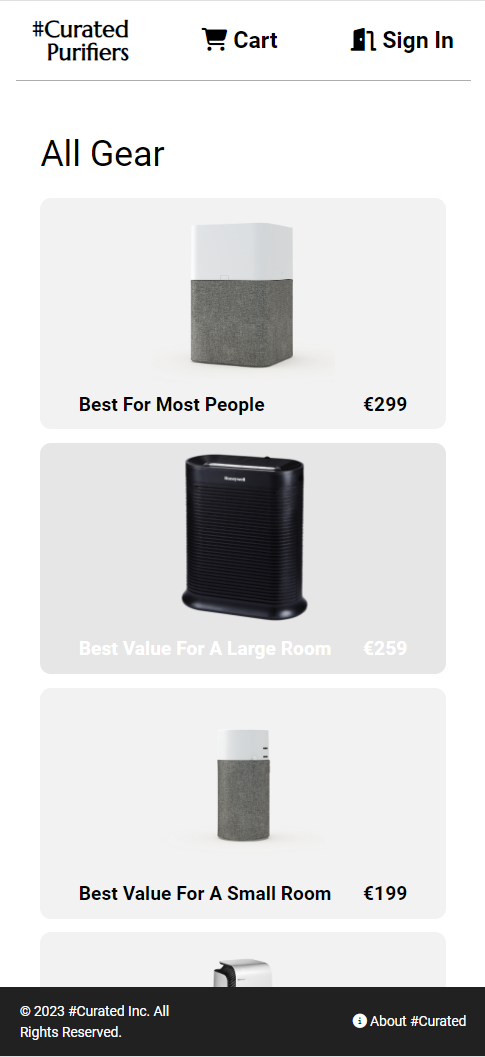 #Curated
Purifiers
Cart
Sign In
All Gear
Best For Most People €299
Honeywell
Best Value For A Large Room €259
Best Value For A Small Room €199
© 2023 #Curated Inc. All
Rights Reserved.
About #Curated